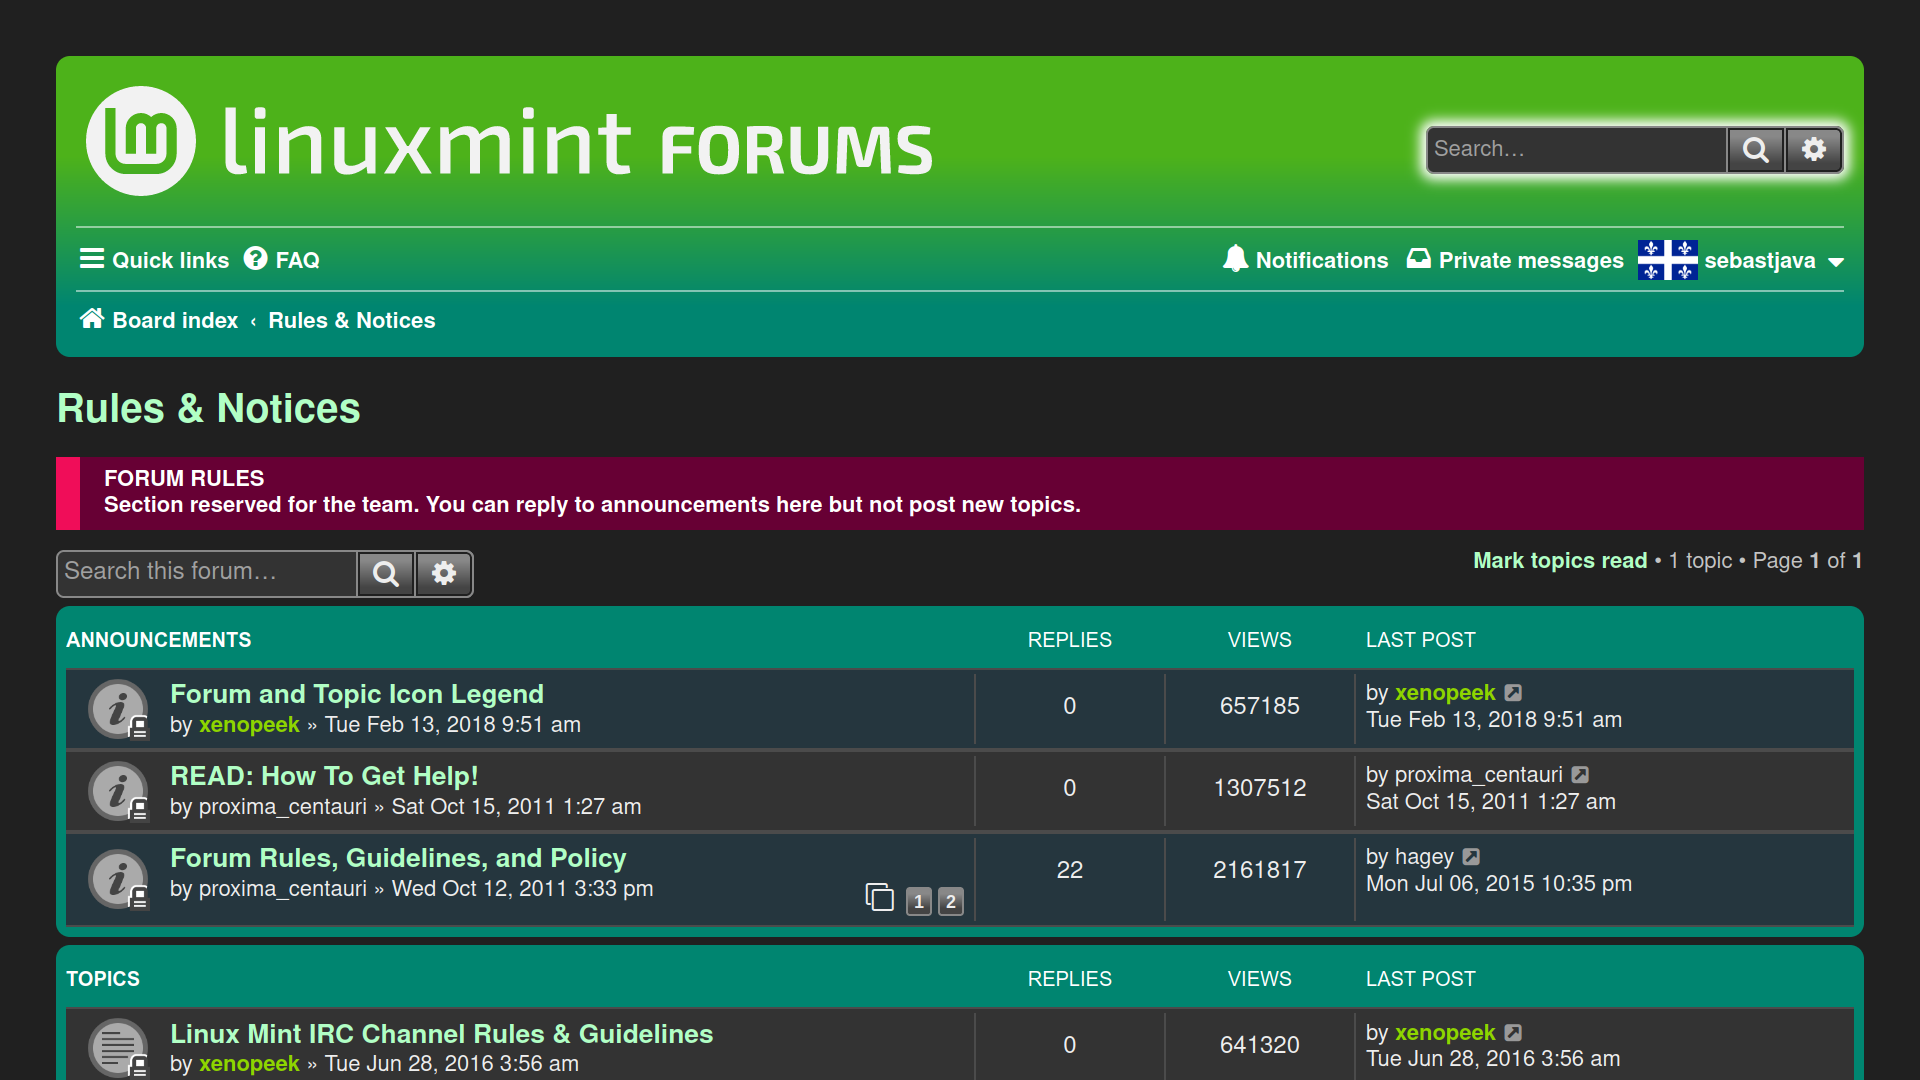 linuxmint FORUMS
Search…
Quick links FAQ
Notifications Private messages sebastjava
Board index ‹ Rules & Notices
Rules & Notices
FORUM RULES
Section reserved for the team. You can reply to announcements here but not post new topics.
Search this forum…
Mark topics read • 1 topic • Page 1 of 1
ANNOUNCEMENTS REPLIES VIEWS LAST POST
Forum and Topic Icon Legend
by xenopeek » Tue Feb 13, 2018 9:51 am
0
657185
by xenopeek
Tue Feb 13, 2018 9:51 am
READ: How To Get Help!
by proxima_centauri » Sat Oct 15, 2011 1:27 am
0
1307512
by proxima_centauri
Sat Oct 15, 2011 1:27 am
Forum Rules, Guidelines, and Policy
by proxima_centauri » Wed Oct 12, 2011 3:33 pm
1 2
22
2161817
by hagey
Mon Jul 06, 2015 10:35 pm
TOPICS REPLIES VIEWS LAST POST
Linux Mint IRC Channel Rules & Guidelines
by xenopeek » Tue Jun 28, 2016 3:56 am
0
641320
by xenopeek
Tue Jun 28, 2016 3:56 am